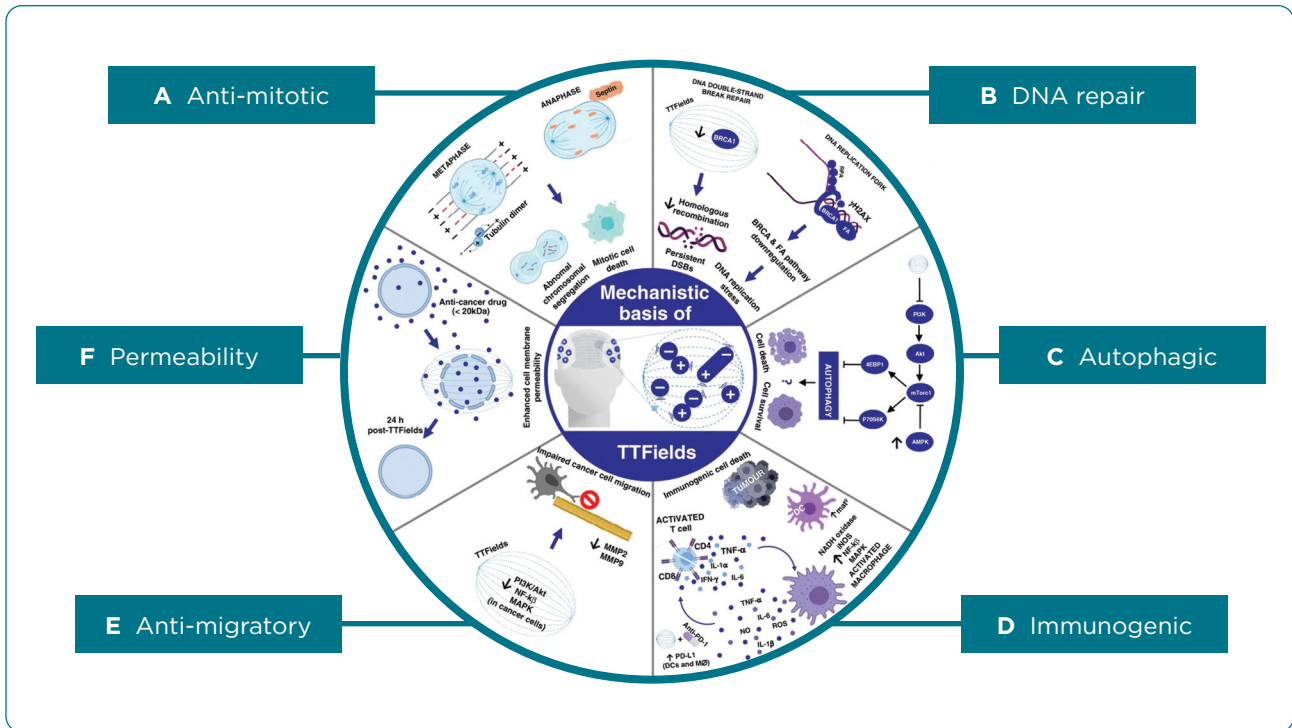 A Anti-mitotic
METAPHASE
Tubulin dimer
ANAPHASE
Septin
Abnomal
chromosomal
segregation
Mitotic cell
death
B DNA repair
DNA DOUBLE-STRAND
BREAK REPAIR
TTFields
BRCA1
Homologous
recombination
Persistent
DSBs
DNA REPLICATION FORK
RPA
γH2AX
BRCA1
FA
BRCA & FA pathway
downregulation
DNA replication
stress
C Autophagic
PI3K
Akt
mTorc1
4EBP1
P70S6K
AMPK
AUTOPHAGY
Cell death
?
Cell survival
D Immunogenic
Immunogenic cell death
TUMOUR
DC
↑ matⁿ
ACTIVATED
T cell
CD4
CD8
TNF-α
IL-1α
IFN-γ
IL-6
NADH oxidase
iNOS
NF-kβ
MAPK
ACTIVATED
MACROPHAGE
TNF-α
IL-6
NO
ROS
IL-1β
+
Anti-PD-1
↑ PD-L1
(DCs and MØ)
E Anti-migratory
Impaired cancer cell migration
MMP2
MMP9
TTFields
PI3K/Akt
NF-kβ
MAPK
(in cancer cells)
F Permeability
Anti-cancer drug
(< 20kDa)
24 h
post-TTFields
Enhanced cell membrane
permeability
Mechanistic
basis of
TTFields